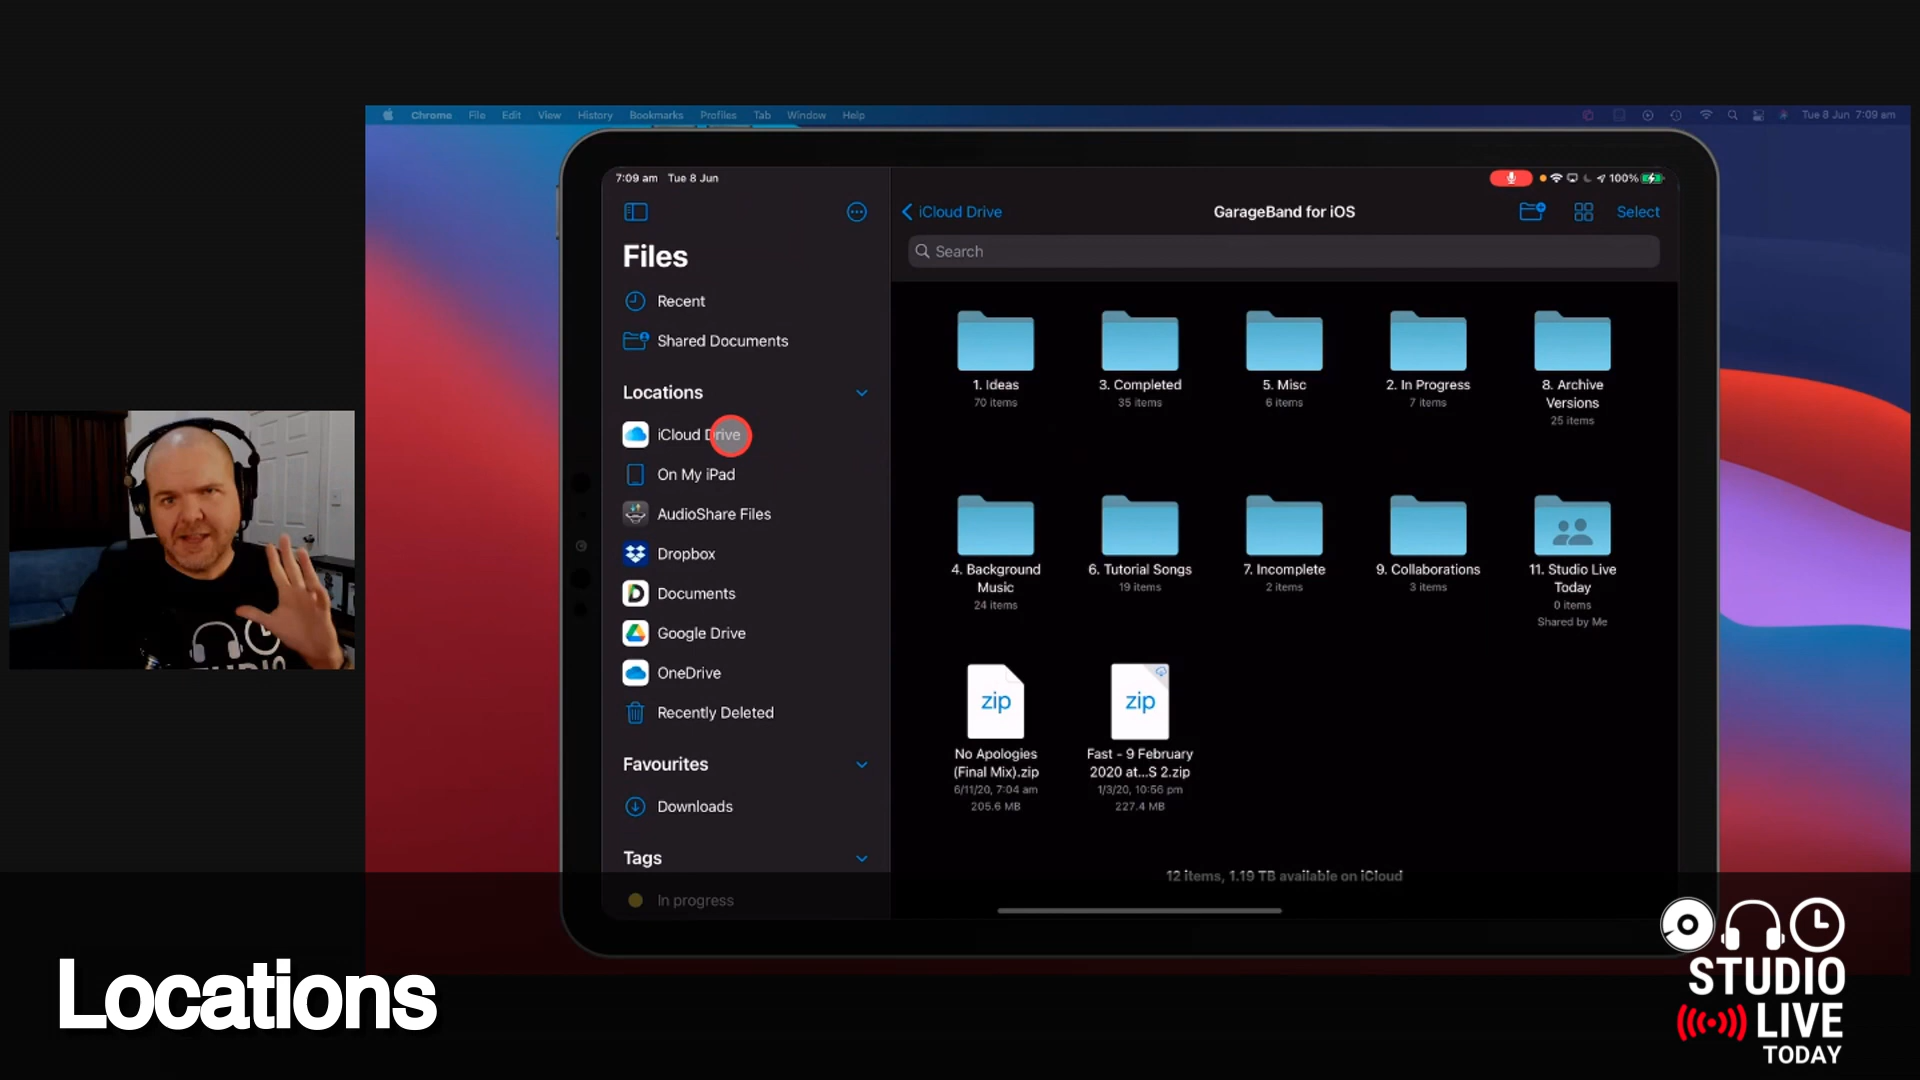 Chrome File Edit View History Bookmarks Profiles Tab Window Help
Tue 8 Jun 7:09 am
7:09 am Tue 8 Jun
100%
Files
Recent
Shared Documents
Locations
iCloud Drive
On My iPad
AudioShare Files
Dropbox
Documents
Google Drive
OneDrive
Recently Deleted
Favourites
Downloads
Tags
In progress
iCloud Drive
GarageBand for iOS
Select
Search
1. Ideas
70 items
3. Completed
35 items
5. Misc
6 items
2. In Progress
7 items
8. Archive
Versions
25 items
4. Background
Music
24 items
6. Tutorial Songs
19 items
7. Incomplete
2 items
9. Collaborations
3 items
11. Studio Live
Today
0 items
Shared by Me
zip
No Apologies
(Final Mix).zip
6/11/20, 7:04 am
205.6 MB
zip
Fast - 9 February
2020 at...S 2.zip
1/3/20, 10:56 pm
227.4 MB
12 items, 1.19 TB available on iCloud
Locations
STUDIO
LIVE
TODAY